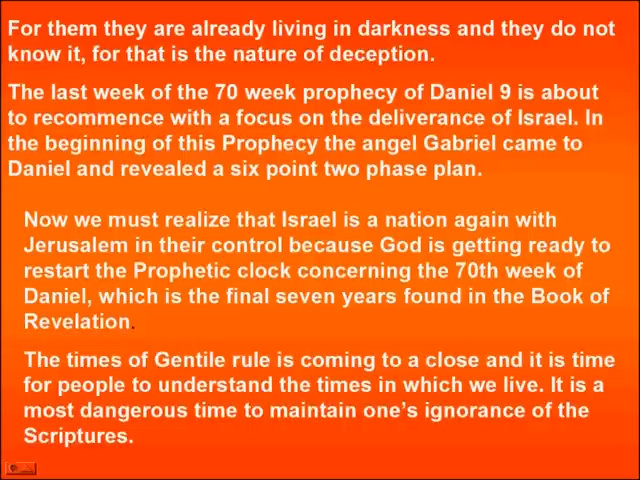 For them they are already living in darkness and they do not
know it, for that is the nature of deception.
The last week of the 70 week prophecy of Daniel 9 is about
to recommence with a focus on the deliverance of Israel. In
the beginning of this Prophecy the angel Gabriel came to
Daniel and revealed a six point two phase plan.
Now we must realize that Israel is a nation again with
Jerusalem in their control because God is getting ready to
restart the Prophetic clock concerning the 70th week of
Daniel, which is the final seven years found in the Book of
Revelation.
The times of Gentile rule is coming to a close and it is time
for people to understand the times in which we live. It is a
most dangerous time to maintain one’s ignorance of the
Scriptures.